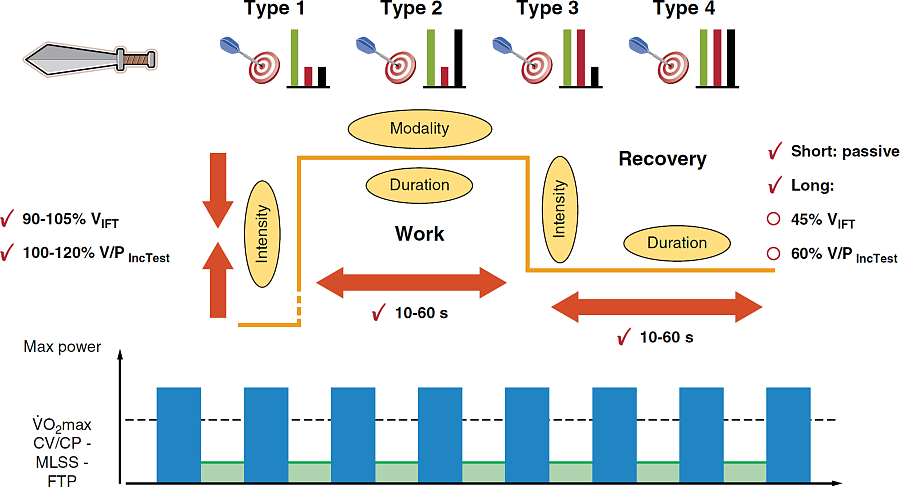 Type 1
Type 2
Type 3
Type 4
Modality
Duration
Work
Intensity
Intensity
Recovery
Duration
✓ 90-105% V_IFT
✓ 100-120% V/P_IncTest
✓ 10-60 s
✓ 10-60 s
✓ Short: passive
✓ Long:
○ 45% V_IFT
○ 60% V/P_IncTest
Max power
V̇O₂max
CV/CP -
MLSS -
FTP